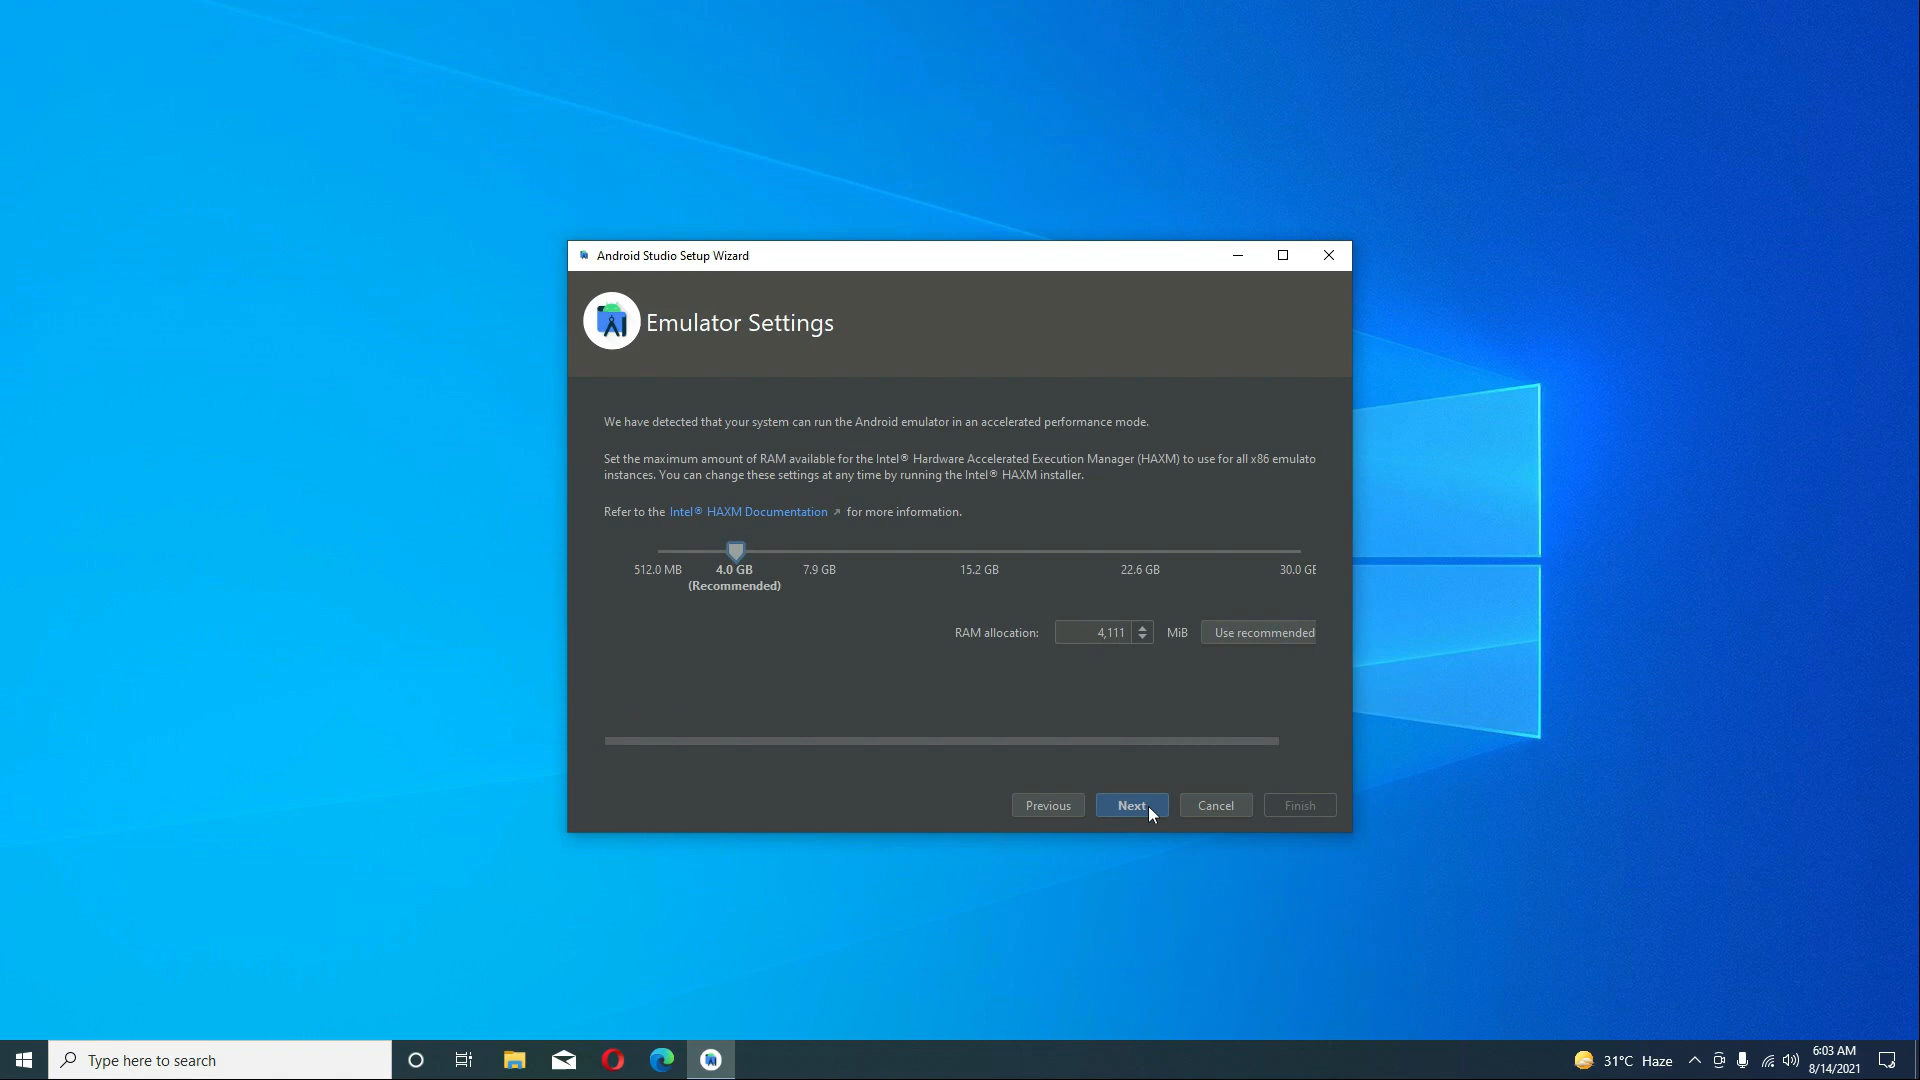 Android Studio Setup Wizard
Emulator Settings
We have detected that your system can run the Android emulator in an accelerated performance mode.
Set the maximum amount of RAM available for the Intel® Hardware Accelerated Execution Manager (HAXM) to use for all x86 emulato
instances. You can change these settings at any time by running the Intel® HAXM installer.
Refer to the Intel® HAXM Documentation ↗ for more information.
512.0 MB 4.0 GB 7.9 GB 15.2 GB 22.6 GB 30.0 GB
(Recommended)
RAM allocation: 4,111 MiB Use recommended
Previous Next Cancel Finish
Type here to search
31°C Haze
6:03 AM
8/14/2021